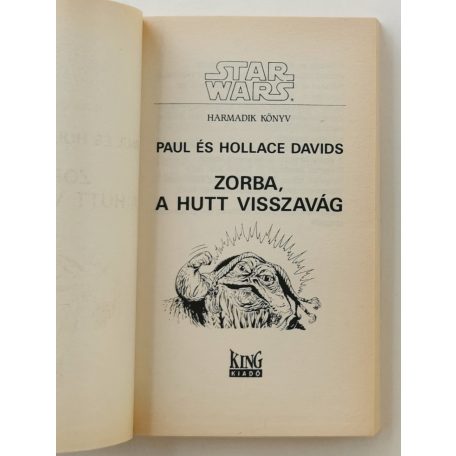 STAR
WARS
HARMADIK KÖNYV
PAUL ÉS HOLLACE DAVIDS
ZORBA,
A HUTT VISSZAVÁG
KING
KIADÓ